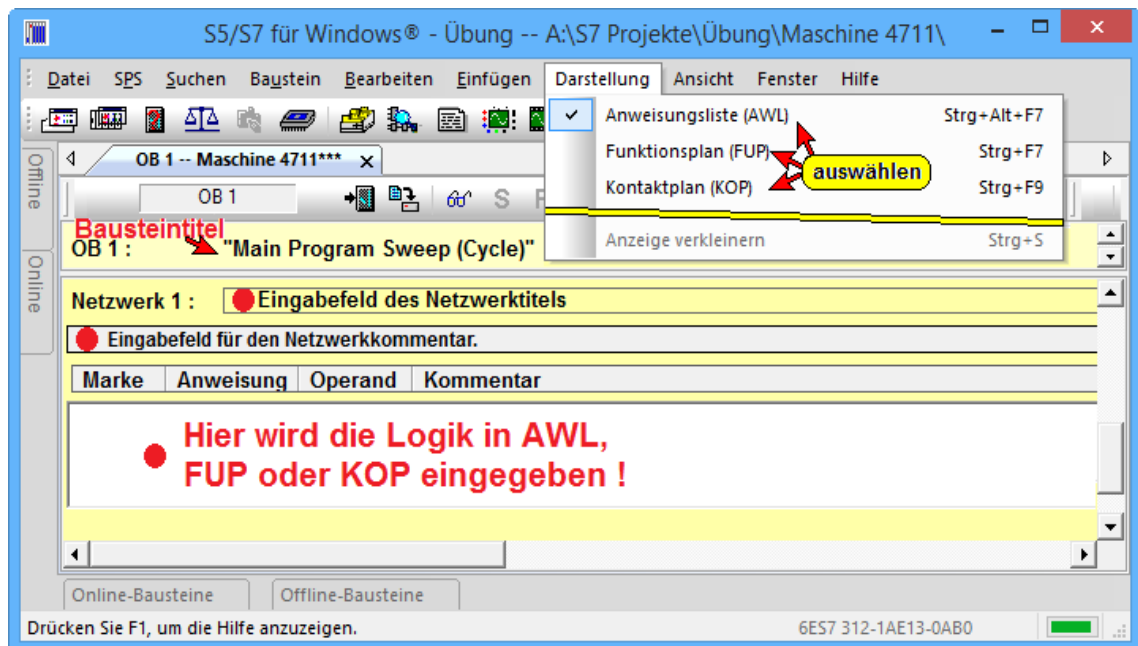 S5/S7 für Windows® - Übung -- A:\S7 Projekte\Übung\Maschine 4711\
Datei SPS Suchen Baustein Bearbeiten Einfügen Darstellung Ansicht Fenster Hilfe
Anweisungsliste (AWL) Strg+Alt+F7
Funktionsplan (FUP) Strg+F7
auswählen
Kontaktplan (KOP) Strg+F9
Anzeige verkleinern Strg+S
Offline
Online
OB 1 -- Maschine 4711***
OB 1
S
Bausteintitel
OB 1 : "Main Program Sweep (Cycle)"
Netzwerk 1 : Eingabefeld des Netzwerktitels
Eingabefeld für den Netzwerkkommentar.
Marke Anweisung Operand Kommentar
Hier wird die Logik in AWL,
FUP oder KOP eingegeben !
Online-Bausteine Offline-Bausteine
Drücken Sie F1, um die Hilfe anzuzeigen. 6ES7 312-1AE13-0AB0